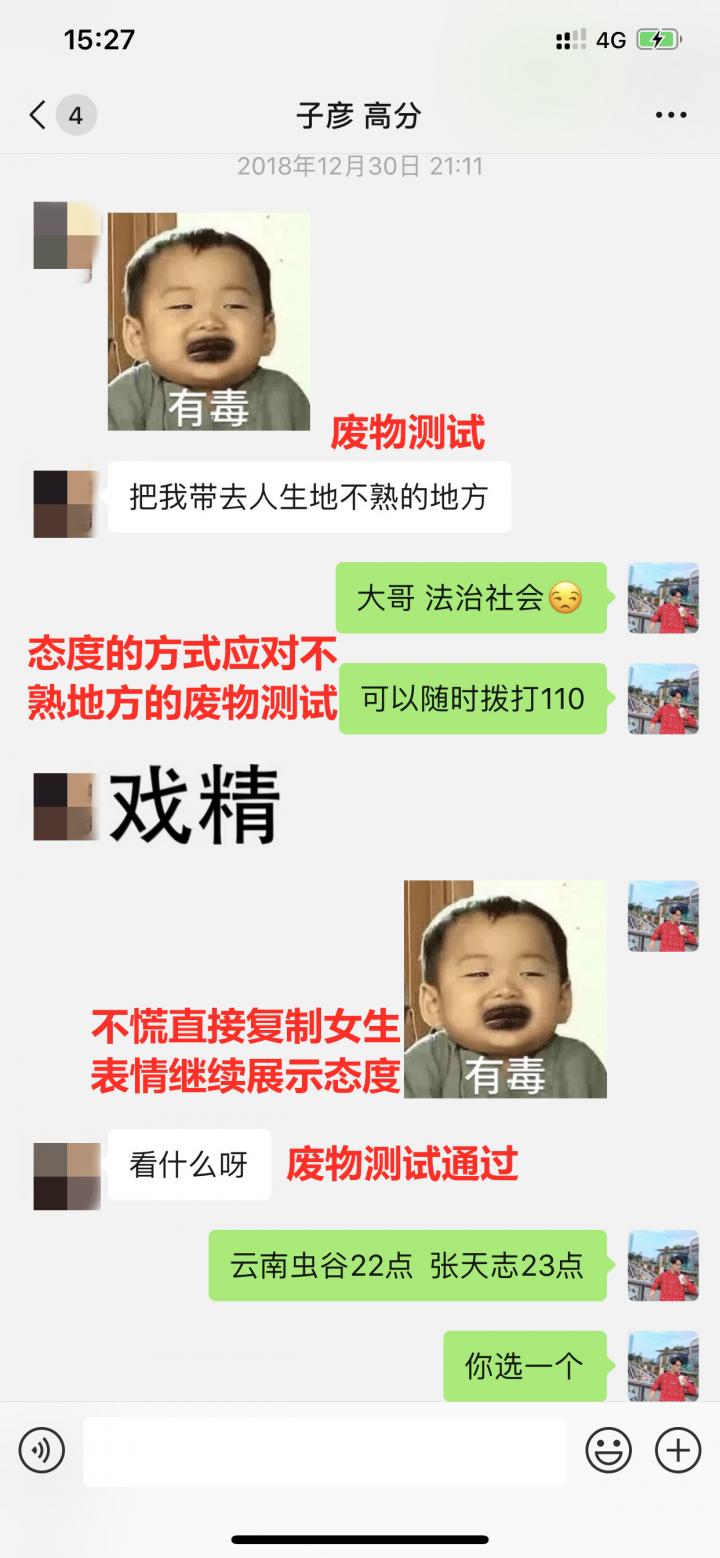 15:27
4G
4
子彦 高分
2018年12月30日 21:11
有毒
废物测试
把我带去人生地不熟的地方
大哥 法治社会😒
态度的方式应对不
熟地方的废物测试
可以随时拨打110
戏精
不慌直接复制女生
表情继续展示态度
有毒
看什么呀
废物测试通过
云南虫谷22点 张天志23点
你选一个